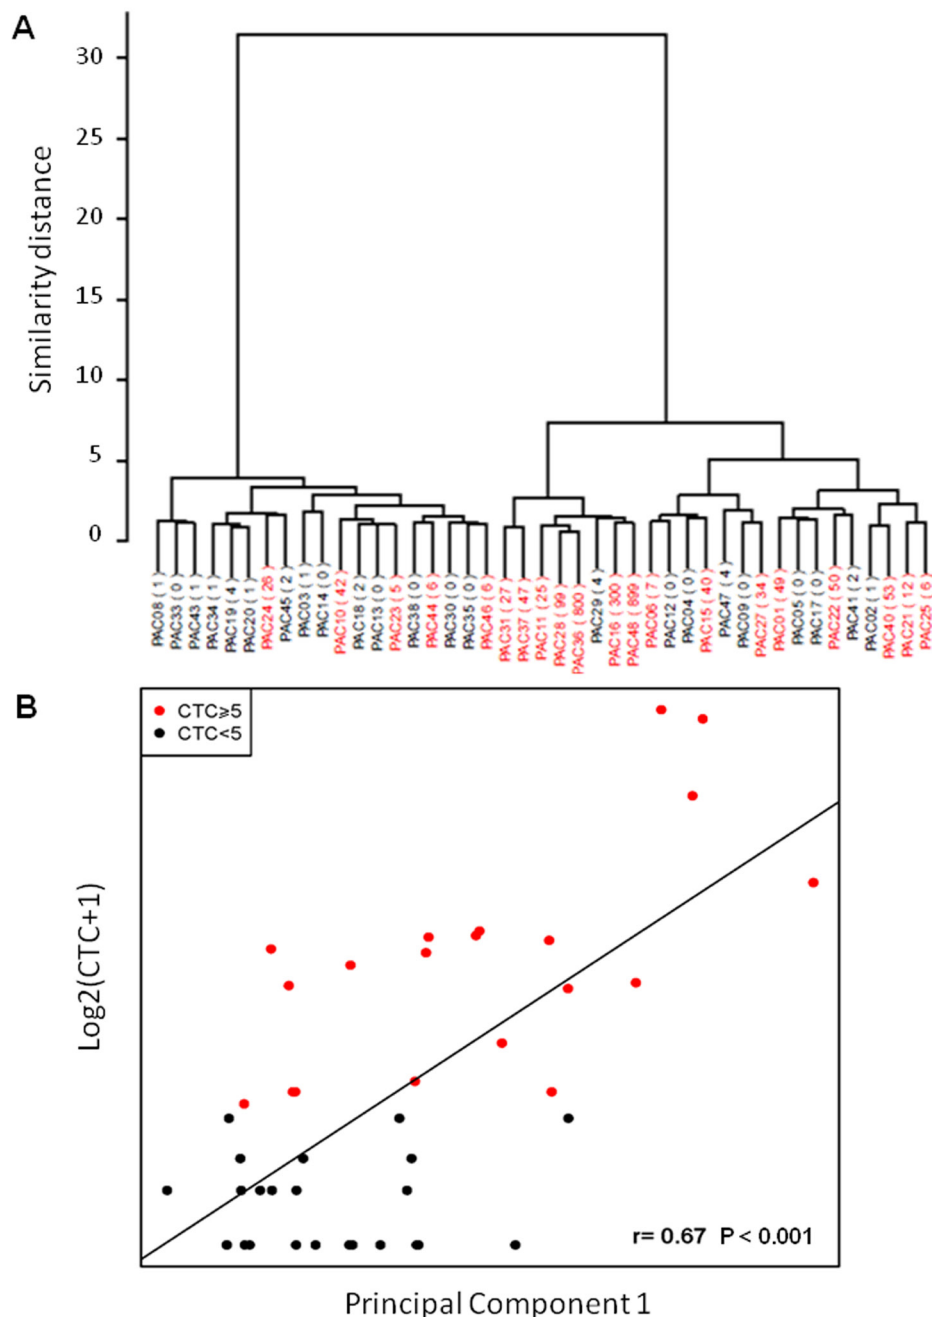 A
Similarity distance
30
25
20
15
10
5
0
PAC08 ( 1 )
PAC33 ( 0 )
PAC43 ( 1 )
PAC34 ( 1 )
PAC19 ( 4 )
PAC20 ( 1 )
PAC24 ( 26 )
PAC45 ( 2 )
PAC03 ( 1 )
PAC14 ( 0 )
PAC10 ( 42 )
PAC18 ( 2 )
PAC13 ( 0 )
PAC23 ( 5 )
PAC38 ( 0 )
PAC44 ( 6 )
PAC30 ( 0 )
PAC35 ( 0 )
PAC46 ( 6 )
PAC31 ( 27 )
PAC37 ( 47 )
PAC11 ( 25 )
PAC28 ( 99 )
PAC36 ( 800 )
PAC29 ( 4 )
PAC16 ( 300 )
PAC48 ( 899 )
PAC06 ( 7 )
PAC12 ( 0 )
PAC04 ( 0 )
PAC15 ( 40 )
PAC47 ( 4 )
PAC09 ( 0 )
PAC27 ( 34 )
PAC01 ( 49 )
PAC05 ( 0 )
PAC17 ( 0 )
PAC22 ( 50 )
PAC41 ( 2 )
PAC02 ( 1 )
PAC40 ( 53 )
PAC21 ( 12 )
PAC25 ( 6 )
B
CTC≥5
CTC<5
Log2(CTC+1)
r= 0.67 P < 0.001
Principal Component 1